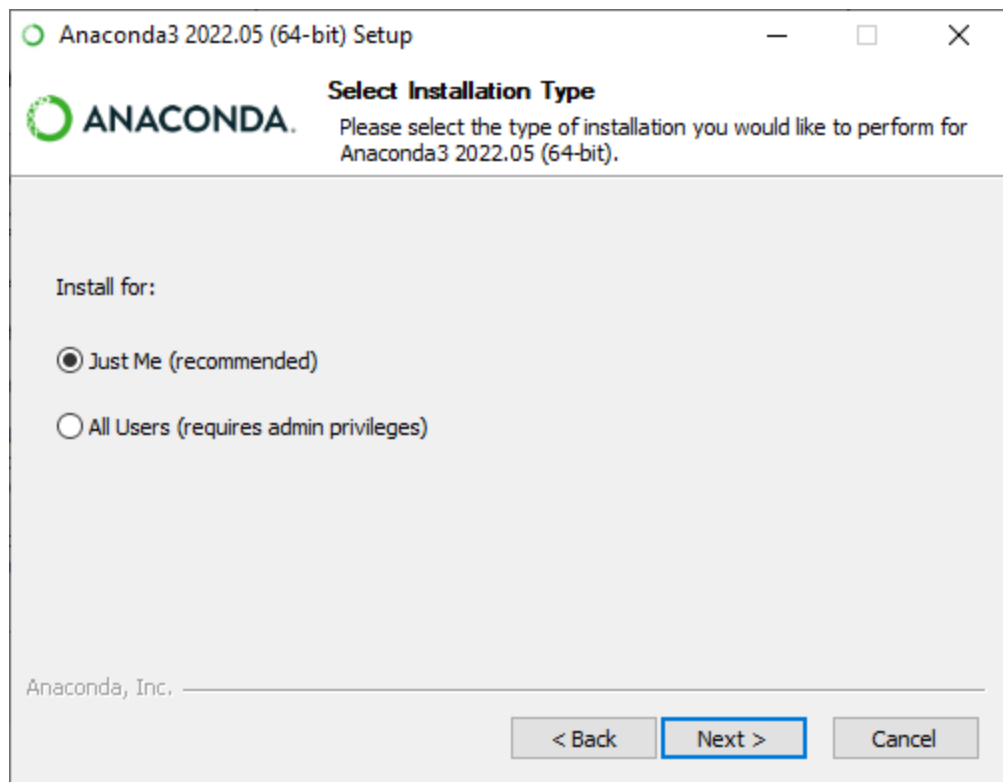 Anaconda3 2022.05 (64-bit) Setup
ANACONDA.
Select Installation Type
Please select the type of installation you would like to perform for
Anaconda3 2022.05 (64-bit).
Install for:
Just Me (recommended)
All Users (requires admin privileges)
Anaconda, Inc.
< Back Next > Cancel